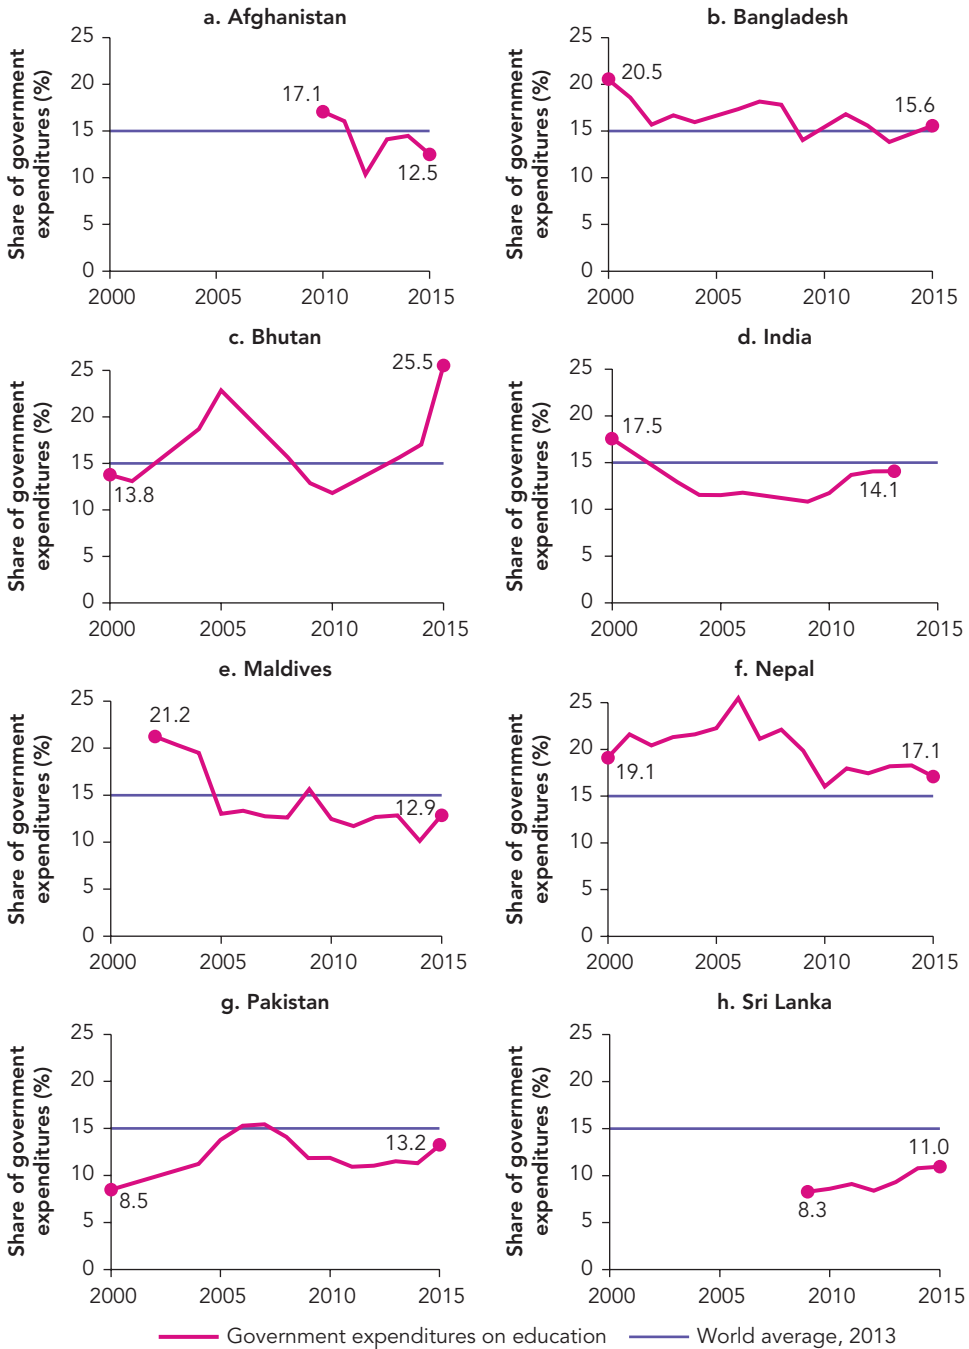 a. Afghanistan
Share of government
expenditures (%)
25
20
15
10
5
0
17.1
12.5
2000 2005 2010 2015
b. Bangladesh
Share of government
expenditures (%)
25
20
15
10
5
0
20.5
15.6
2000 2005 2010 2015
c. Bhutan
Share of government
expenditures (%)
25
20
15
10
5
0
25.5
13.8
2000 2005 2010 2015
d. India
Share of government
expenditures (%)
25
20
15
10
5
0
17.5
14.1
2000 2005 2010 2015
e. Maldives
Share of government
expenditures (%)
25
20
15
10
5
0
21.2
12.9
2000 2005 2010 2015
f. Nepal
Share of government
expenditures (%)
25
20
15
10
5
0
19.1
17.1
2000 2005 2010 2015
g. Pakistan
Share of government
expenditures (%)
25
20
15
10
5
0
13.2
8.5
2000 2005 2010 2015
h. Sri Lanka
Share of government
expenditures (%)
25
20
15
10
5
0
11.0
8.3
2000 2005 2010 2015
Government expenditures on education World average, 2013